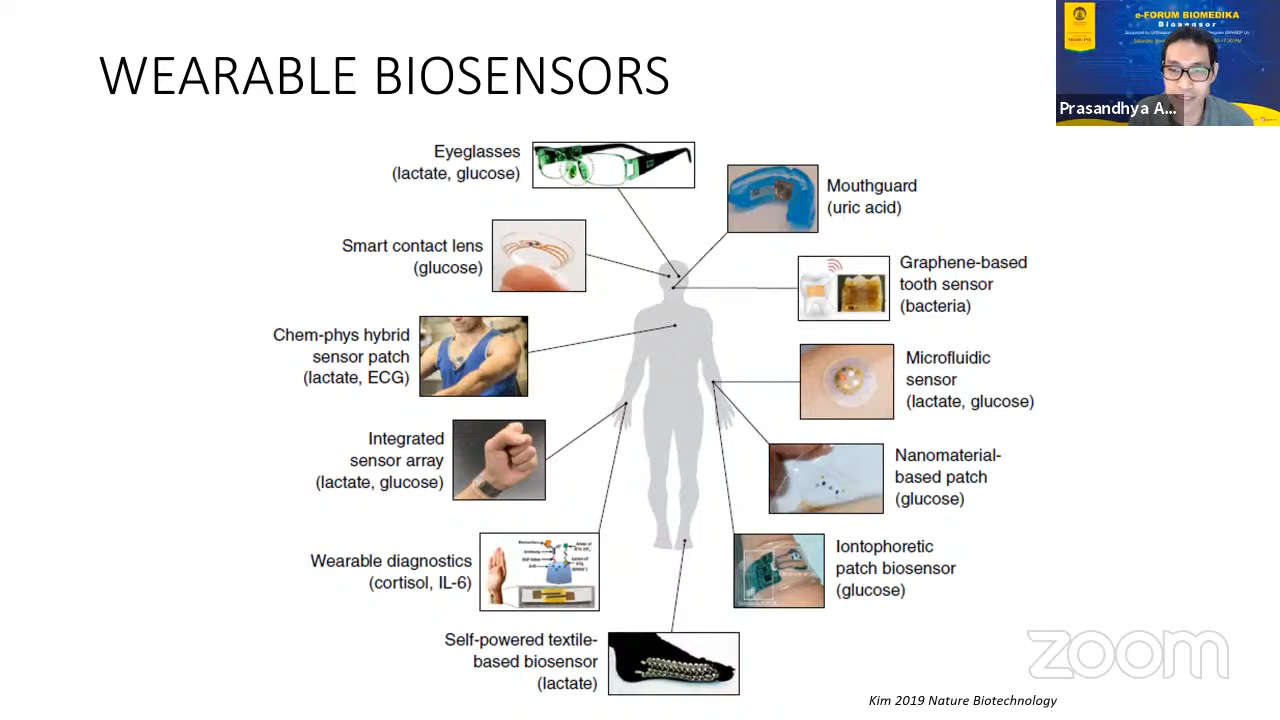 WEARABLE BIOSENSORS
e-FORUM BIOMEDIKA
Biosensor
Prasandhya A...
Eyeglasses
(lactate, glucose)
Mouthguard
(uric acid)
Smart contact lens
(glucose)
Graphene-based
tooth sensor
(bacteria)
Chem-phys hybrid
sensor patch
(lactate, ECG)
Microfluidic
sensor
(lactate, glucose)
Integrated
sensor array
(lactate, glucose)
Nanomaterial-
based patch
(glucose)
Wearable diagnostics
(cortisol, IL-6)
Iontophoretic
patch biosensor
(glucose)
Self-powered textile-
based biosensor
(lactate)
zoom
Kim 2019 Nature Biotechnology